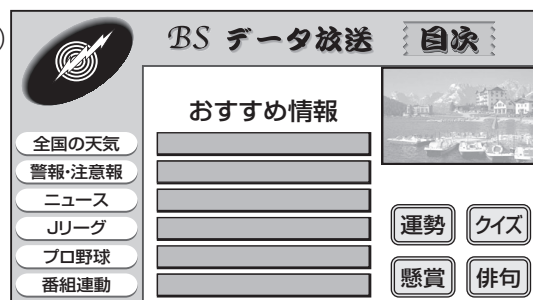 BS データ放送 目次
おすすめ情報
全国の天気
警報・注意報
ニュース
Jリーグ
プロ野球
番組連動
運勢 クイズ
懸賞 俳句